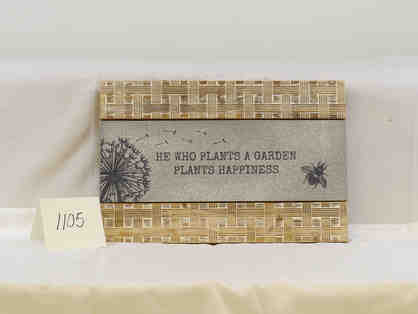 HE WHO PLANTS A GARDEN
PLANTS HAPPINESS
1105